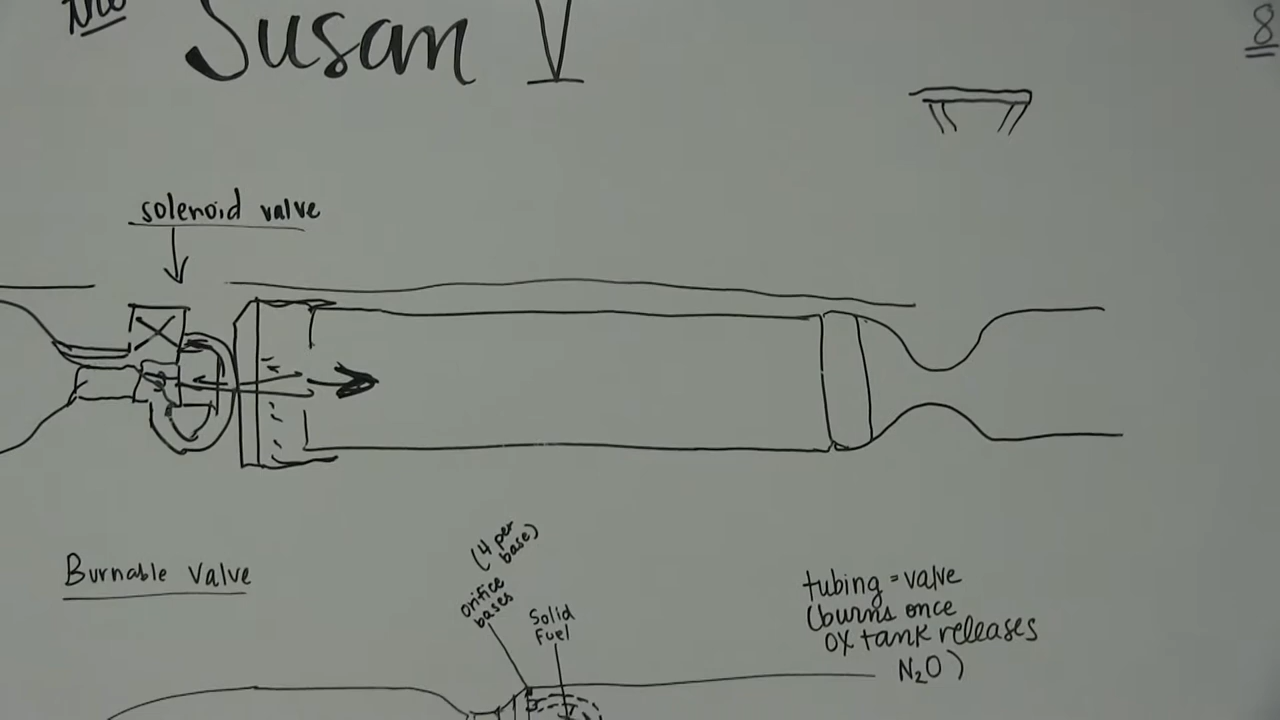 Susan V
8
solenoid valve
Burnable Valve
(4 per
base)
orifice
bases
Solid
Fuel
tubing = valve
(burns once
ox tank releases
N₂O)